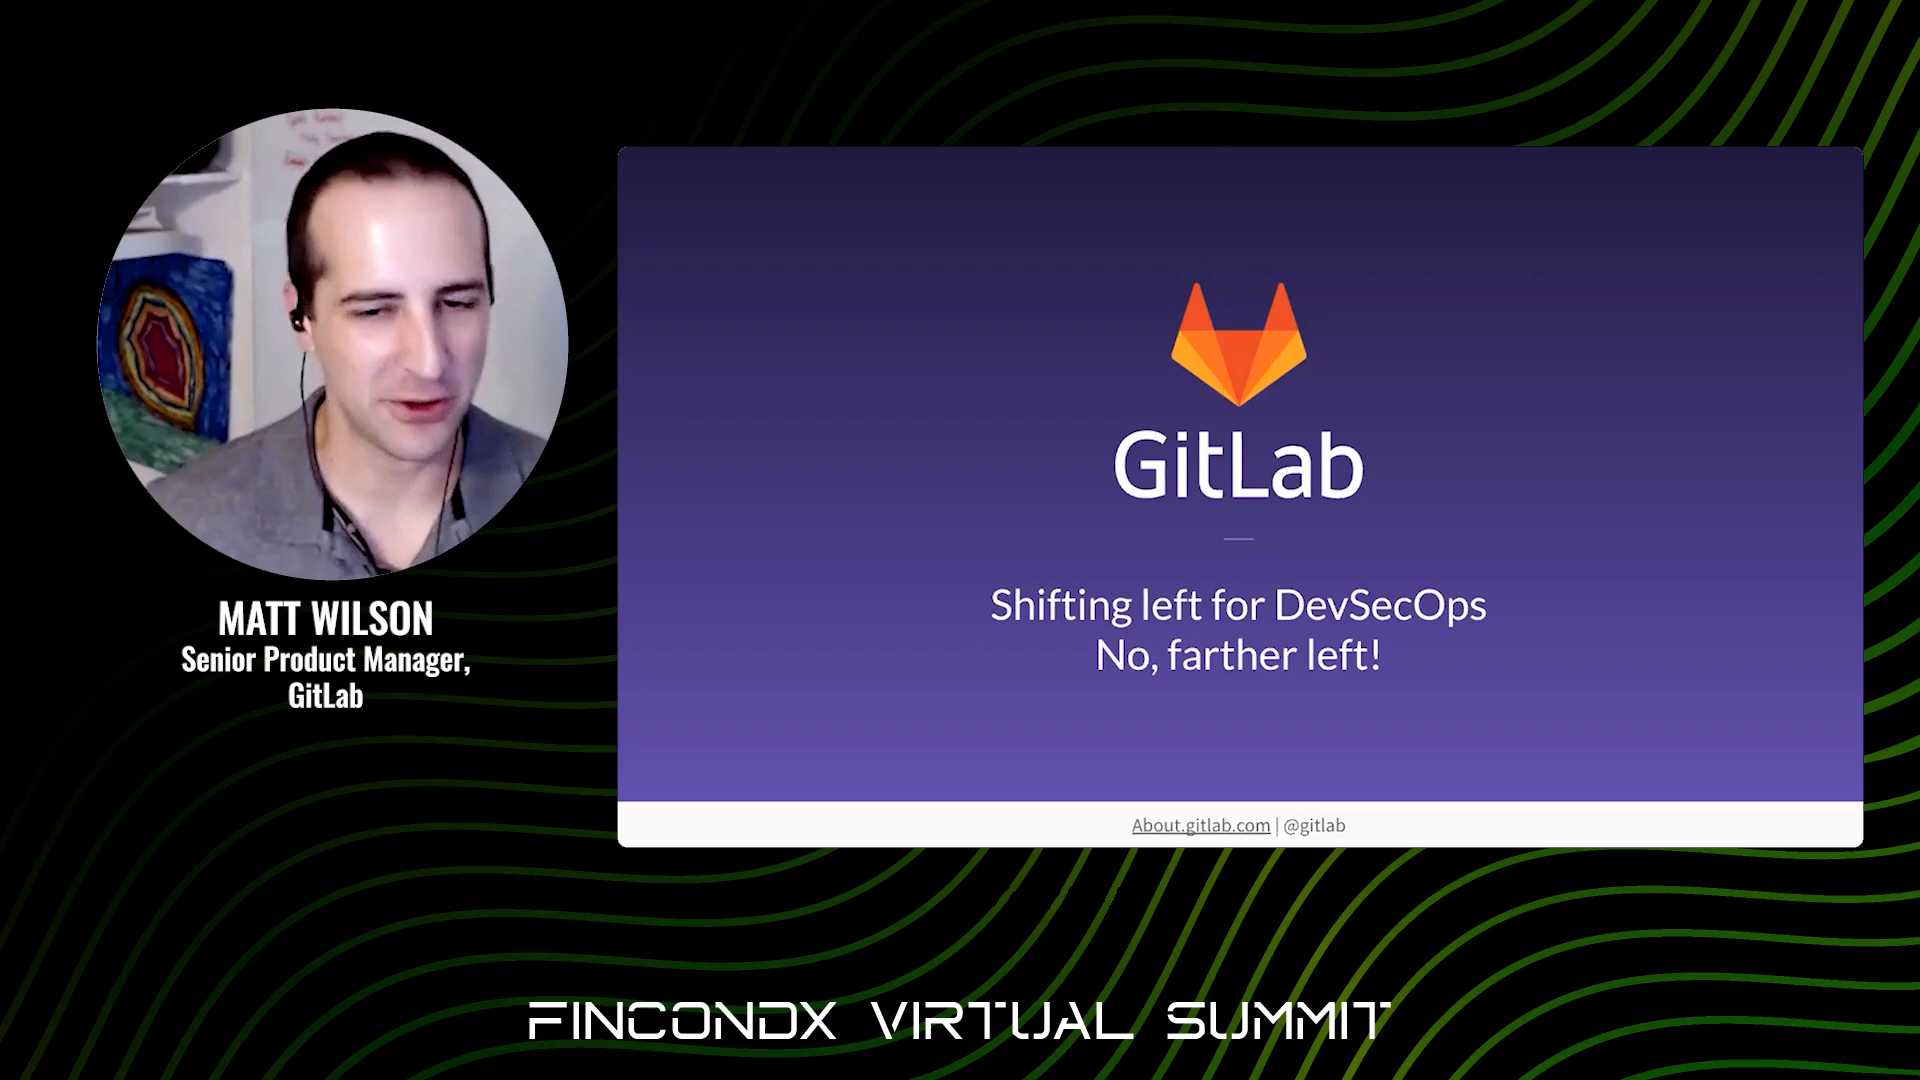 MATT WILSON
Senior Product Manager,
GitLab
GitLab
Shifting left for DevSecOps
No, farther left!
About.gitlab.com | @gitlab
FINCONDX VIRTUAL SUMMIT